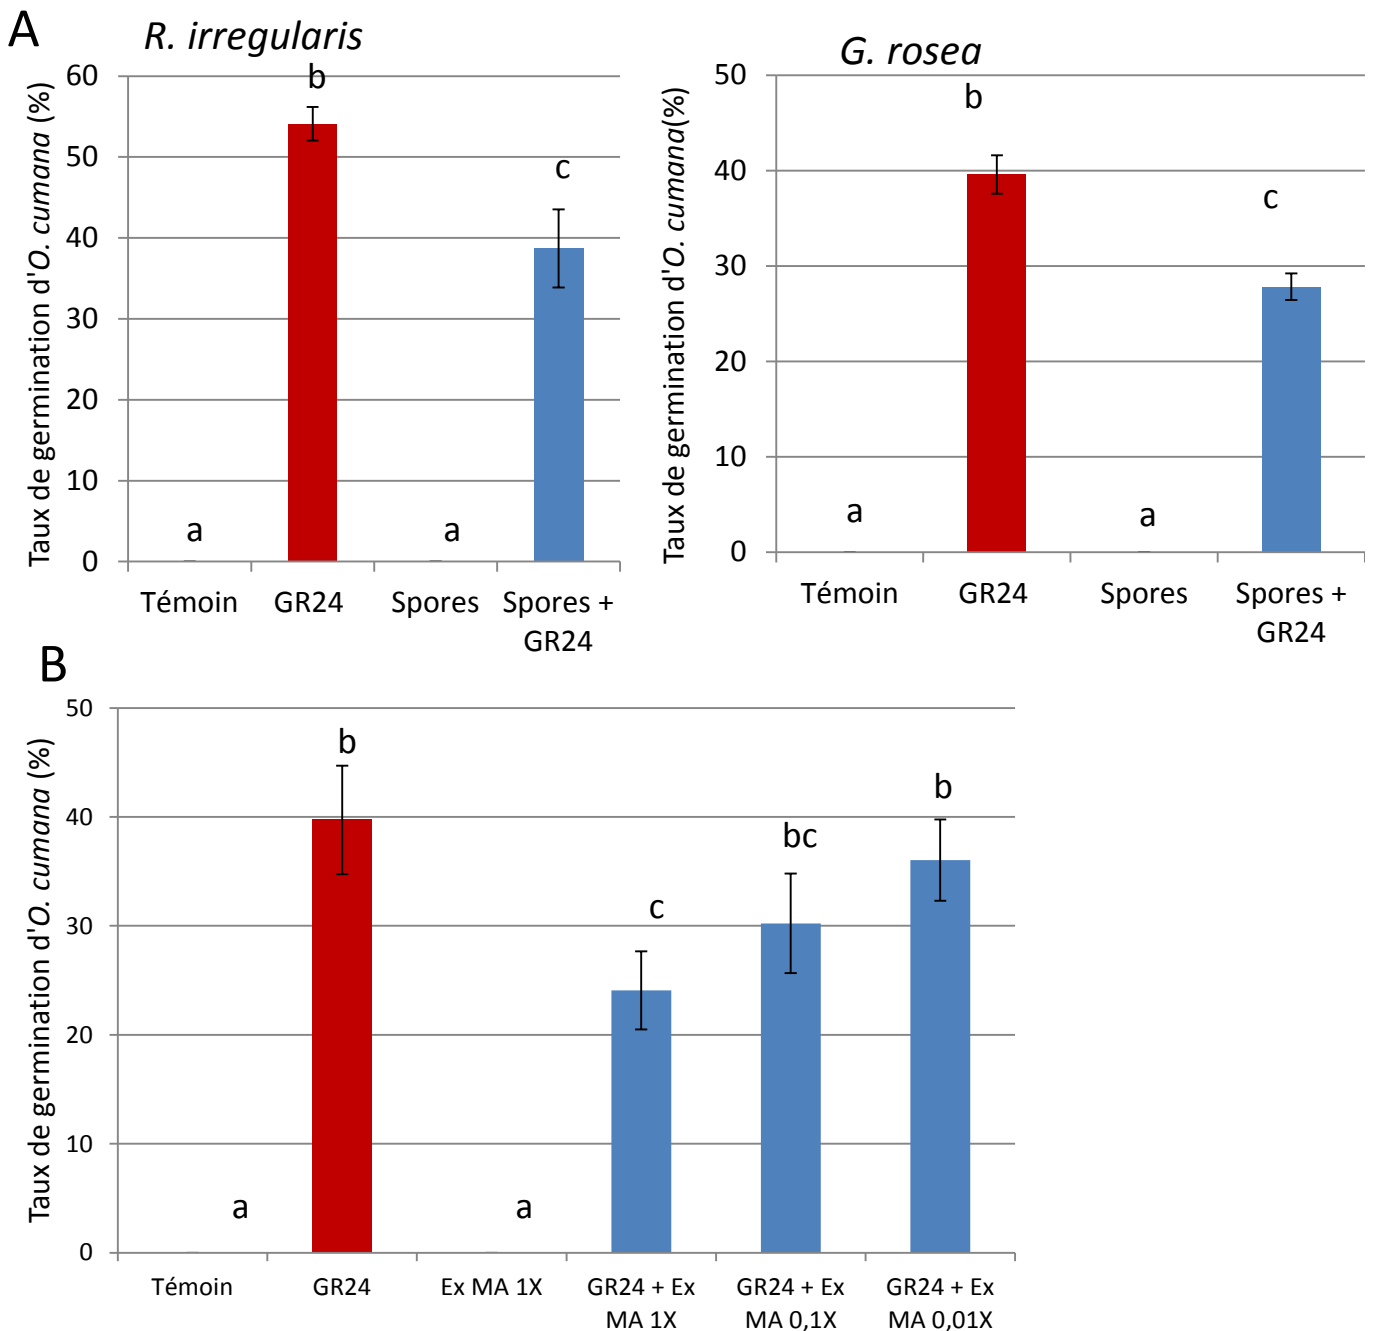 A
R. irregularis
Taux de germination d'O. cumana (%)
60
50
40
30
20
10
0
a
b
a
c
Témoin
GR24
Spores
Spores +
GR24
G. rosea
Taux de germination d'O. cumana(%)
50
40
30
20
10
0
a
b
a
c
Témoin
GR24
Spores
Spores +
GR24
B
Taux de germination d'O. cumana (%)
50
40
30
20
10
0
a
b
a
c
bc
b
Témoin
GR24
Ex MA 1X
GR24 + Ex
MA 1X
GR24 + Ex
MA 0,1X
GR24 + Ex
MA 0,01X